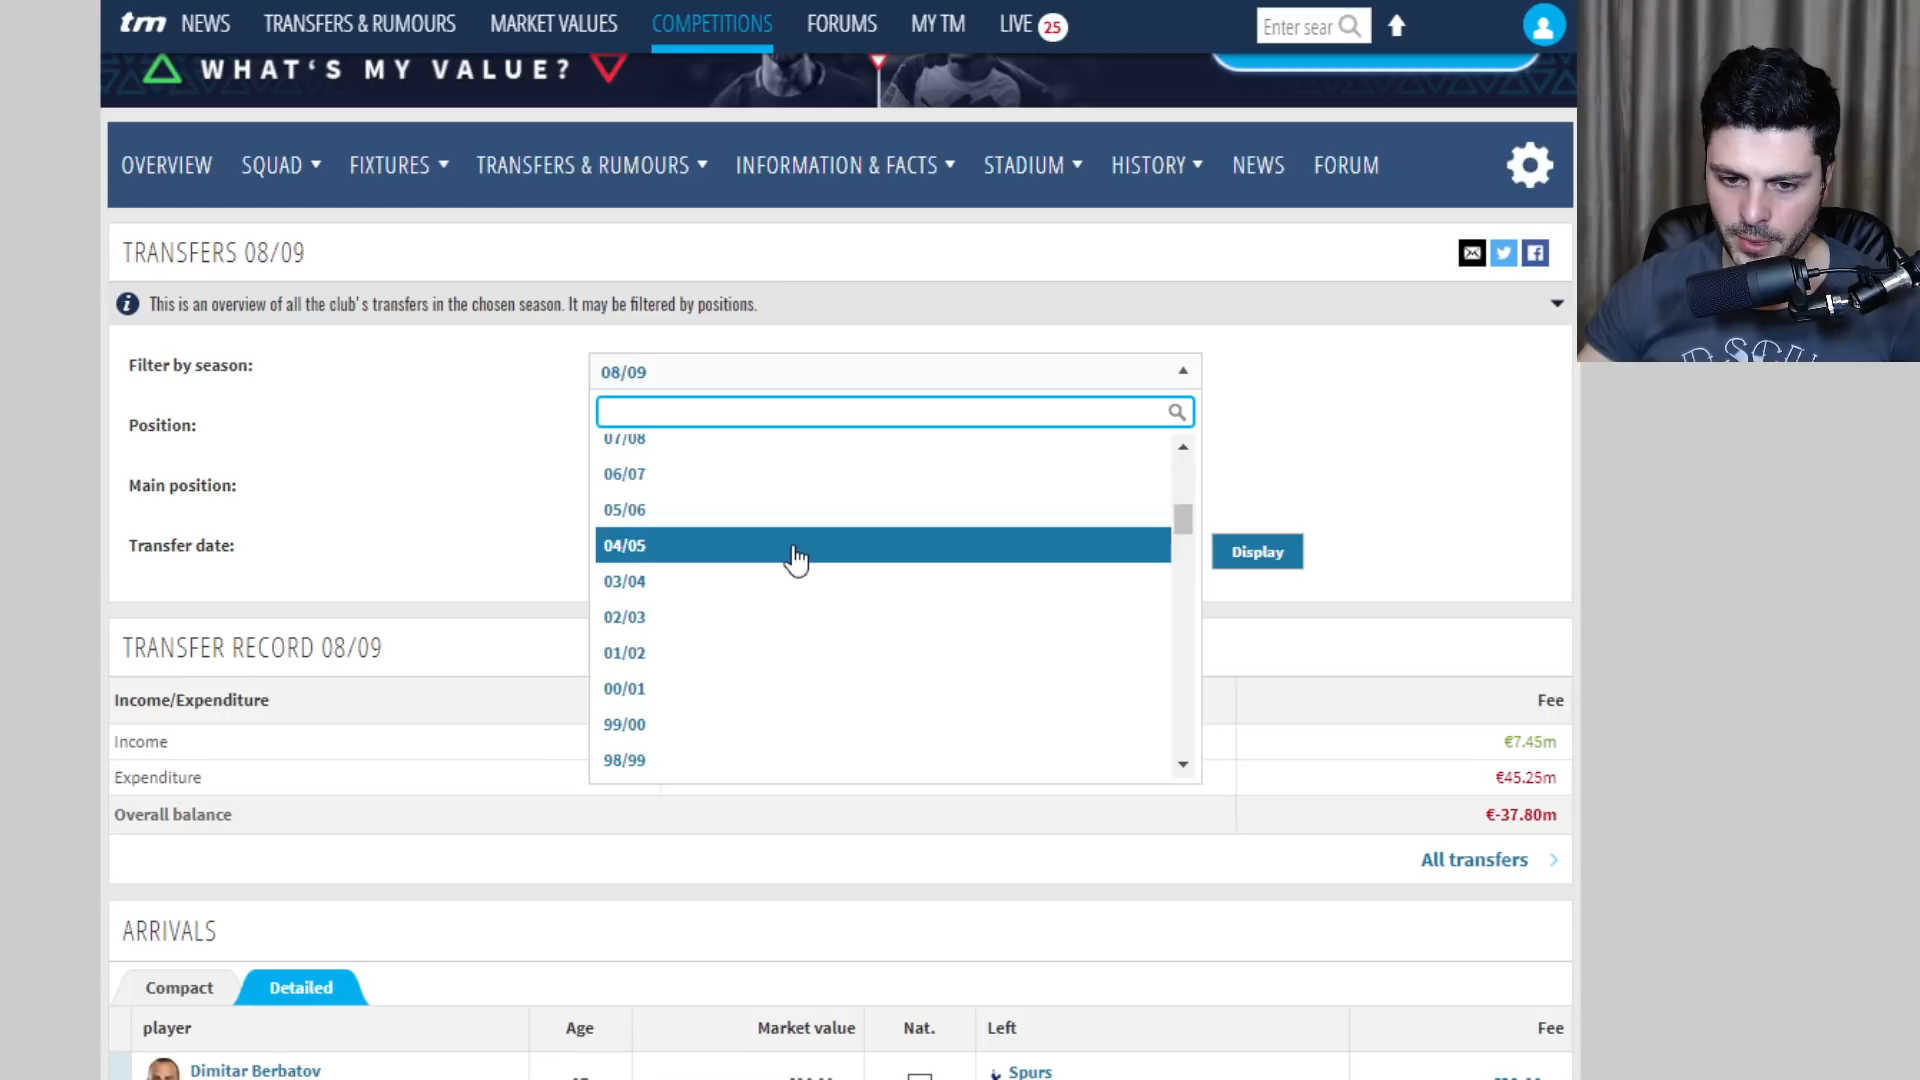 tm NEWS TRANSFERS & RUMOURS MARKET VALUES COMPETITIONS FORUMS MY TM LIVE 25 Enter sear
WHAT'S MY VALUE?
OVERVIEW SQUAD FIXTURES TRANSFERS & RUMOURS INFORMATION & FACTS STADIUM HISTORY NEWS FORUM
TRANSFERS 08/09
This is an overview of all the club's transfers in the chosen season. It may be filtered by positions.
Filter by season: 08/09
Position:
07/08
06/07
Main position:
05/06
Transfer date: 04/05 Display
03/04
02/03
TRANSFER RECORD 08/09
01/02
00/01
Income/Expenditure Fee
99/00
Income €7.45m
98/99
Expenditure €45.25m
Overall balance €-37.80m
All transfers
ARRIVALS
Compact Detailed
player Age Market value Nat. Left Fee
Dimitar Berbatov Spurs